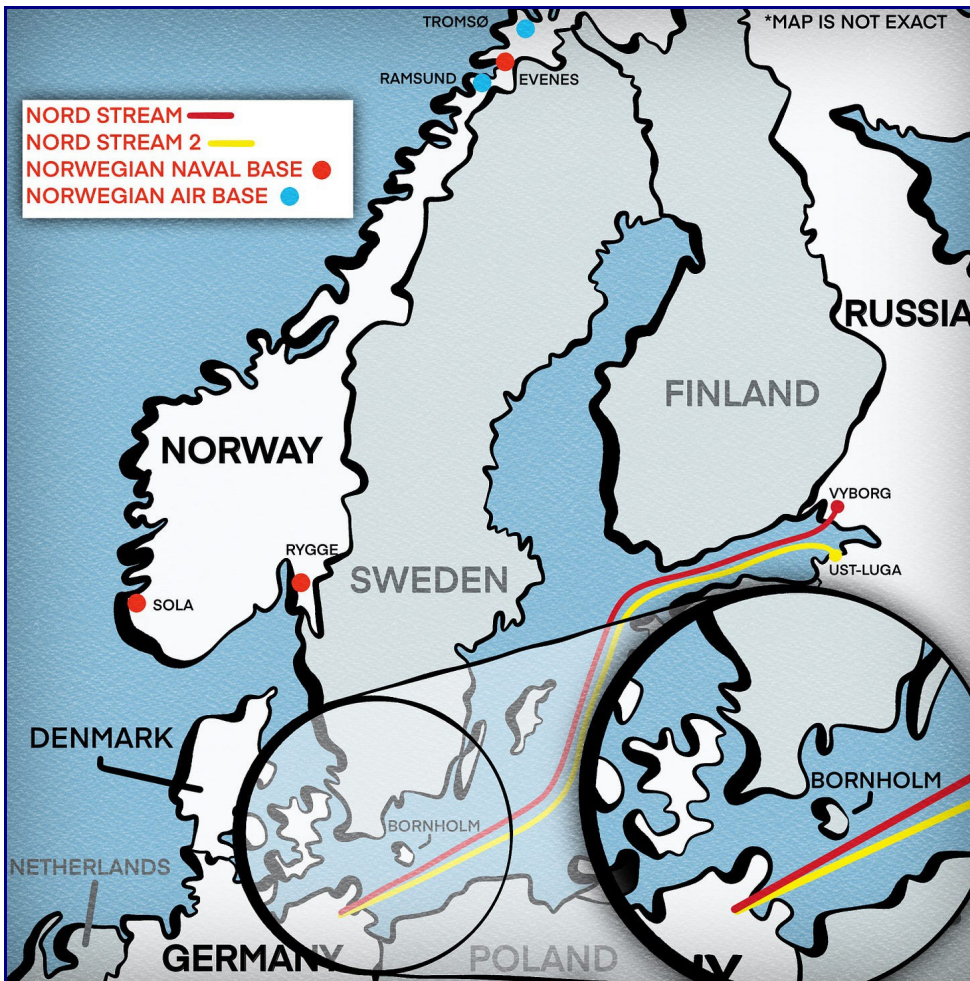 TROMSØ
*MAP IS NOT EXACT
RAMSUND
EVENES
NORD STREAM
NORD STREAM 2
NORWEGIAN NAVAL BASE
NORWEGIAN AIR BASE
RUSSIA
FINLAND
NORWAY
VYBORG
RYGGE
UST-LUGA
SWEDEN
SOLA
DENMARK
BORNHOLM
BORNHOLM
NETHERLANDS
GERMANY
POLAND
NY